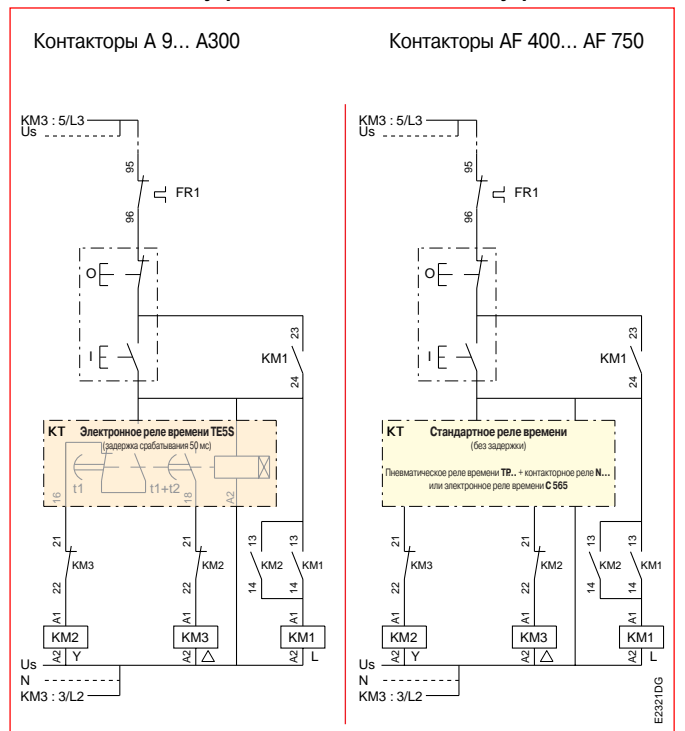 Контакторы A 9... A300
KM3 : 5/L3
Us
95
96
FR1
O
I
KM1
23
24
KT Электронное реле времени TE5S
(задержка срабатывания 50 мс)
t1
t1+t2
16
18
A2
21
22
KM3
21
22
KM2
13
14
KM2
13
14
KM1
A1
KM2
A2
Y
A1
KM3
A2
△
A1
KM1
A2
L
Us
N
KM3 : 3/L2
Контакторы AF 400... AF 750
KM3 : 5/L3
Us
95
96
FR1
O
I
KM1
23
24
KT Стандартное реле времени
(без задержки)
Пневматическое реле времени TP... + контакторное реле N...
или электронное реле времени C 565
21
22
KM3
21
22
KM2
13
14
KM2
13
14
KM1
A1
KM2
A2
Y
A1
KM3
A2
△
A1
KM1
A2
L
Us
N
KM3 : 3/L2
E2321DG